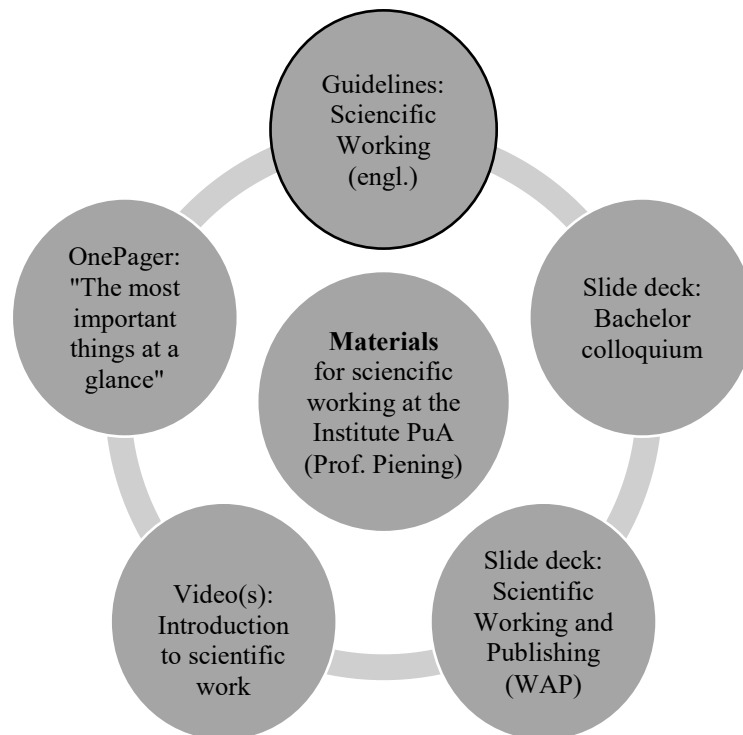 Guidelines:
Sciencific
Working
(engl.)
OnePager:
"The most
important
things at a
glance"
Slide deck:
Bachelor
colloquium
Materials
for sciencific
working at the
Institute PuA
(Prof. Piening)
Video(s):
Introduction
to scientific
work
Slide deck:
Scientific
Working and
Publishing
(WAP)